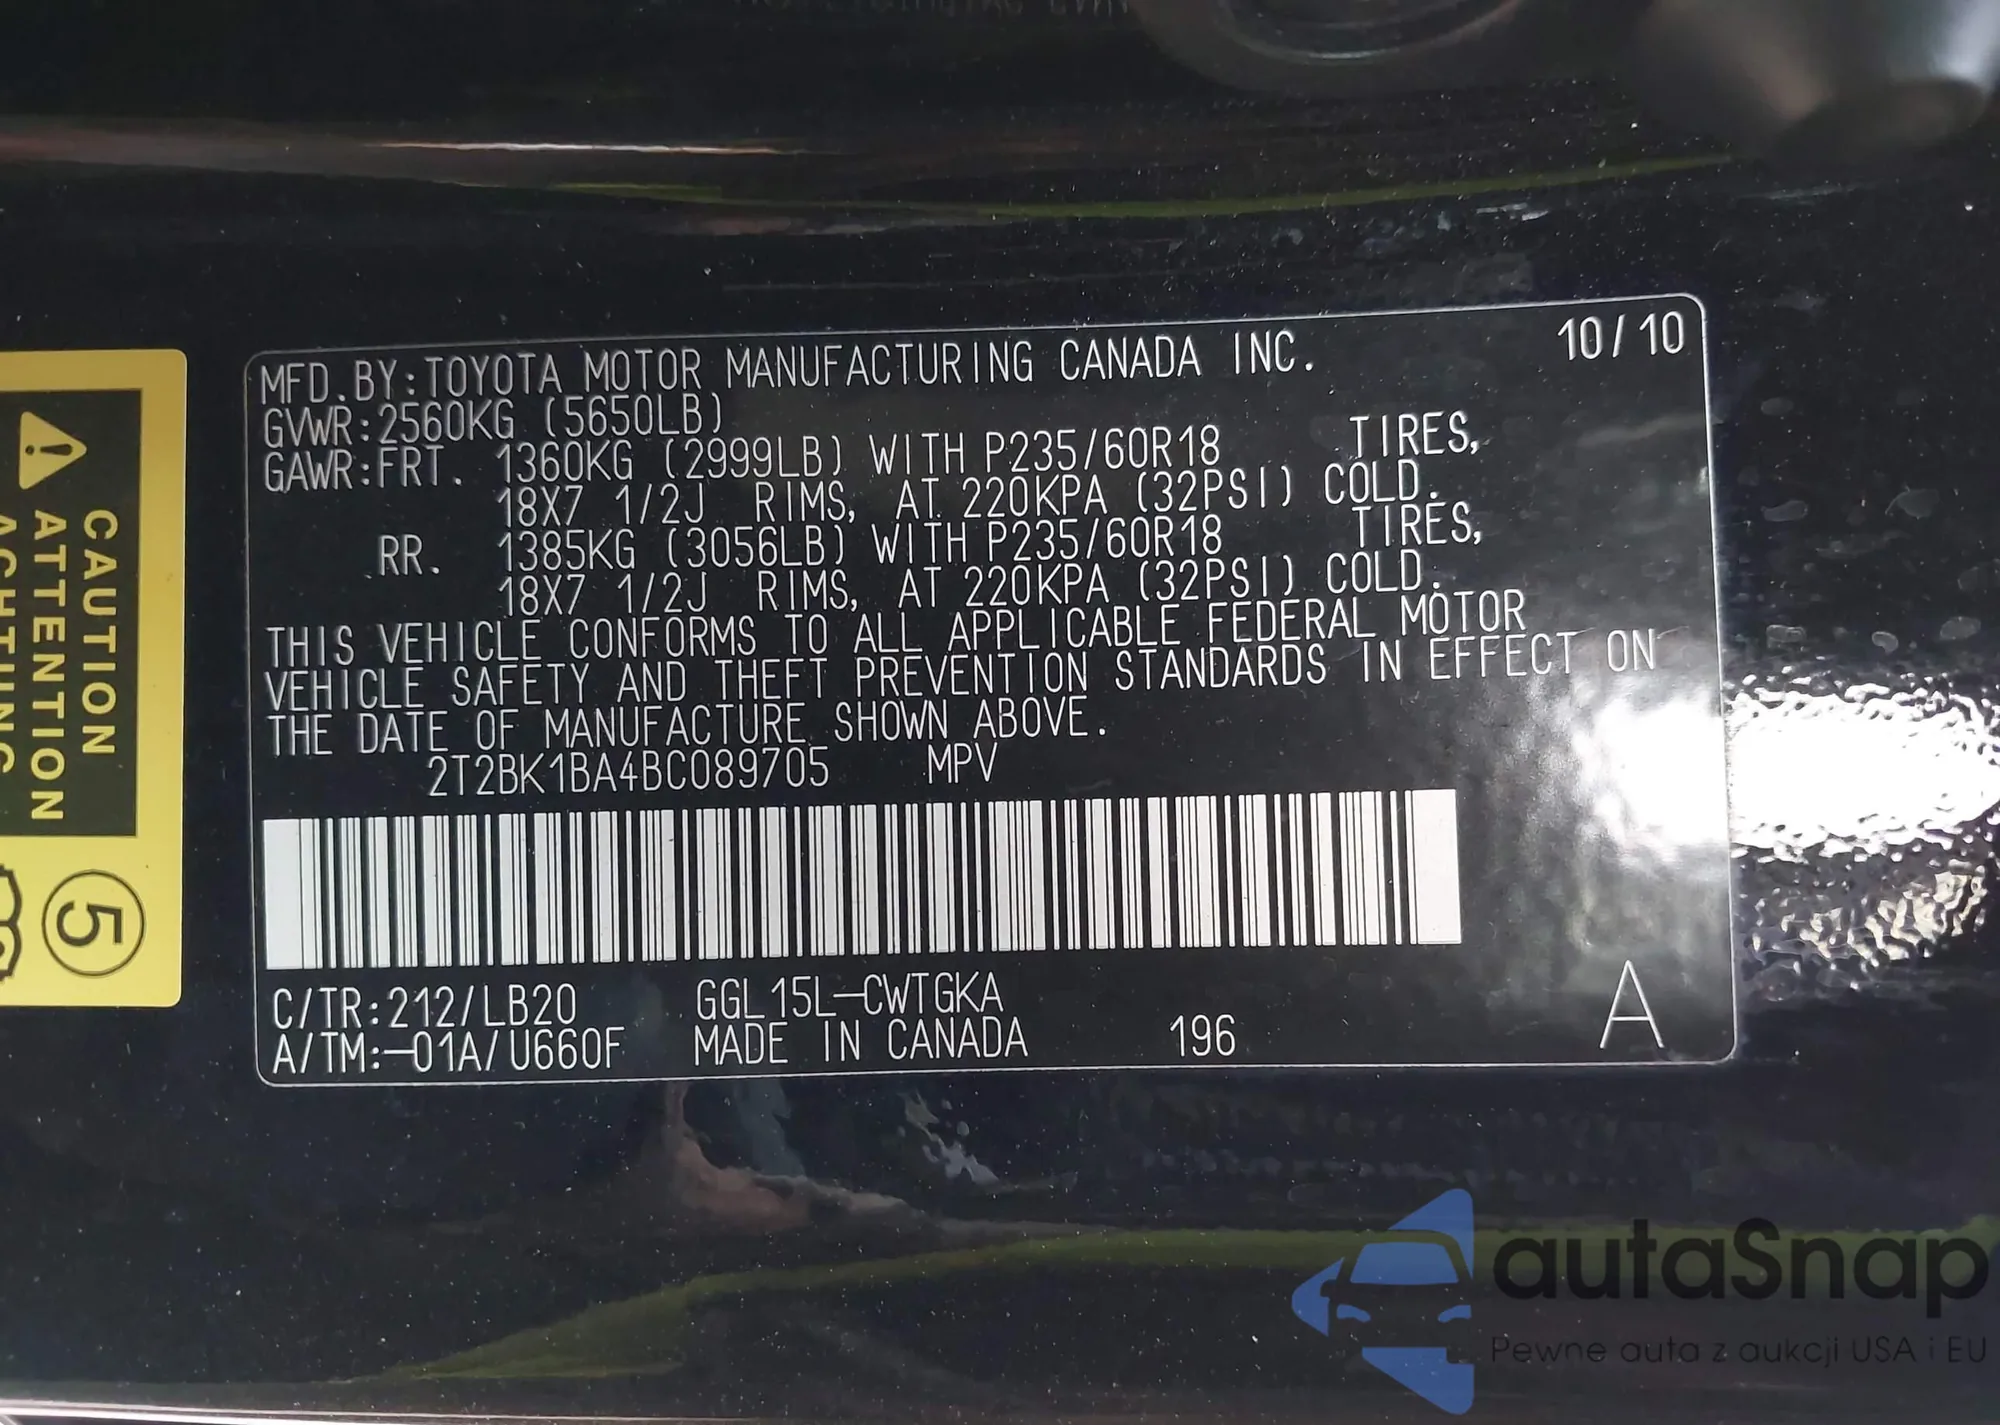 MFD.BY:TOYOTA MOTOR MANUFACTURING CANADA INC. 10/10
GVWR:2560KG (5650LB)
GAWR:FRT. 1360KG (2999LB) WITH P235/60R18 TIRES,
18X7 1/2J RIMS, AT 220KPA (32PSI) COLD.
RR. 1385KG (3056LB) WITH P235/60R18 TIRES,
18X7 1/2J RIMS, AT 220KPA (32PSI) COLD.
THIS VEHICLE CONFORMS TO ALL APPLICABLE FEDERAL MOTOR
VEHICLE SAFETY AND THEFT PREVENTION STANDARDS IN EFFECT ON
THE DATE OF MANUFACTURE SHOWN ABOVE.
2T2BK1BA4BC089705 MPV
C/TR:212/LB20 GGL15L-CWTGKA
A/TM:-01A/U660F MADE IN CANADA 196 A
CAUTION
ATTENTION
ACHTUNG
5
autaSnap
Pewne auta z aukcji USA i EU